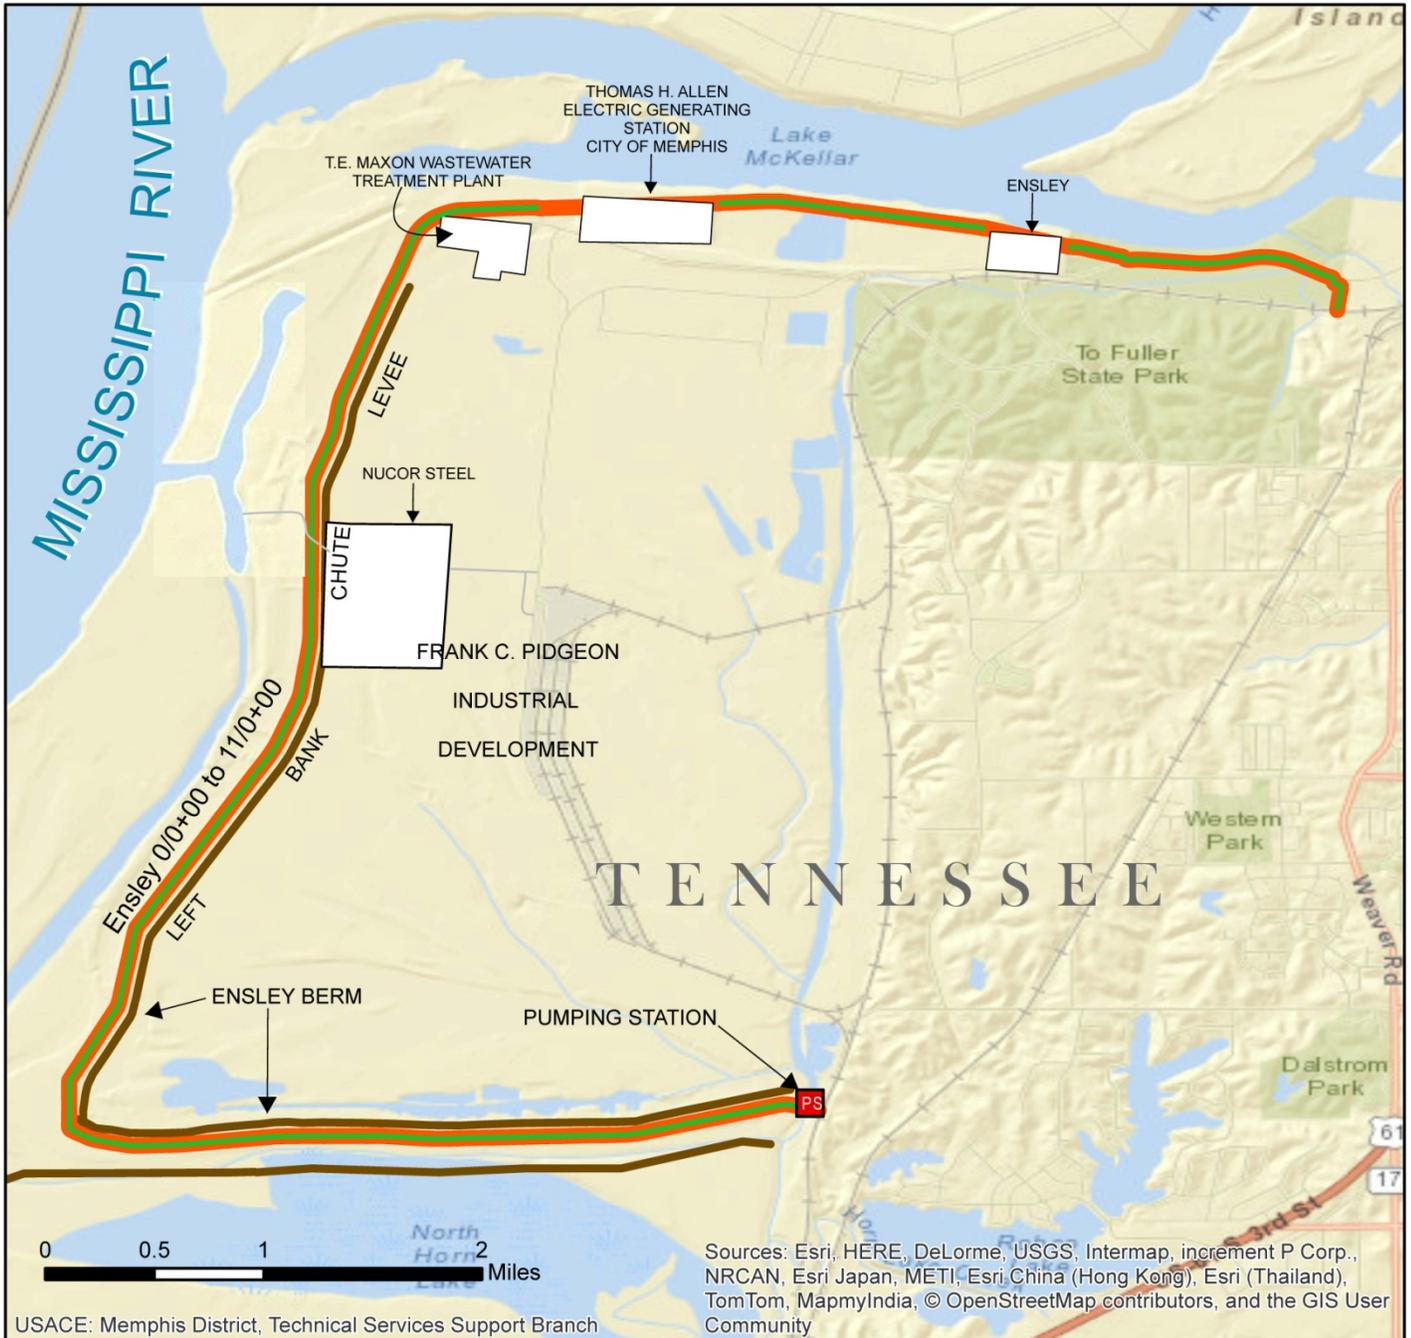 Island
MISSISSIPPI RIVER
THOMAS H. ALLEN
ELECTRIC GENERATING
STATION
CITY OF MEMPHIS
Lake
McKellar
T.E. MAXON WASTEWATER
TREATMENT PLANT
ENSLEY
To Fuller
State Park
LEVEE
NUCOR STEEL
CHUTE
FRANK C. PIDGEON
INDUSTRIAL
DEVELOPMENT
Ensley 0/0+00 to 11/0+00
BANK
LEFT
Western
Park
TENNESSEE
Weaver Rd
ENSLEY BERM
PUMPING STATION
Dalstrom
Park
PS
61
17
S 3rd St
North
Horn
Lake
0 0.5 1 2
Miles
Sources: Esri, HERE, DeLorme, USGS, Intermap, increment P Corp.,
NRCAN, Esri Japan, METI, Esri China (Hong Kong), Esri (Thailand),
TomTom, MapmyIndia, © OpenStreetMap contributors, and the GIS User
Community
USACE: Memphis District, Technical Services Support Branch